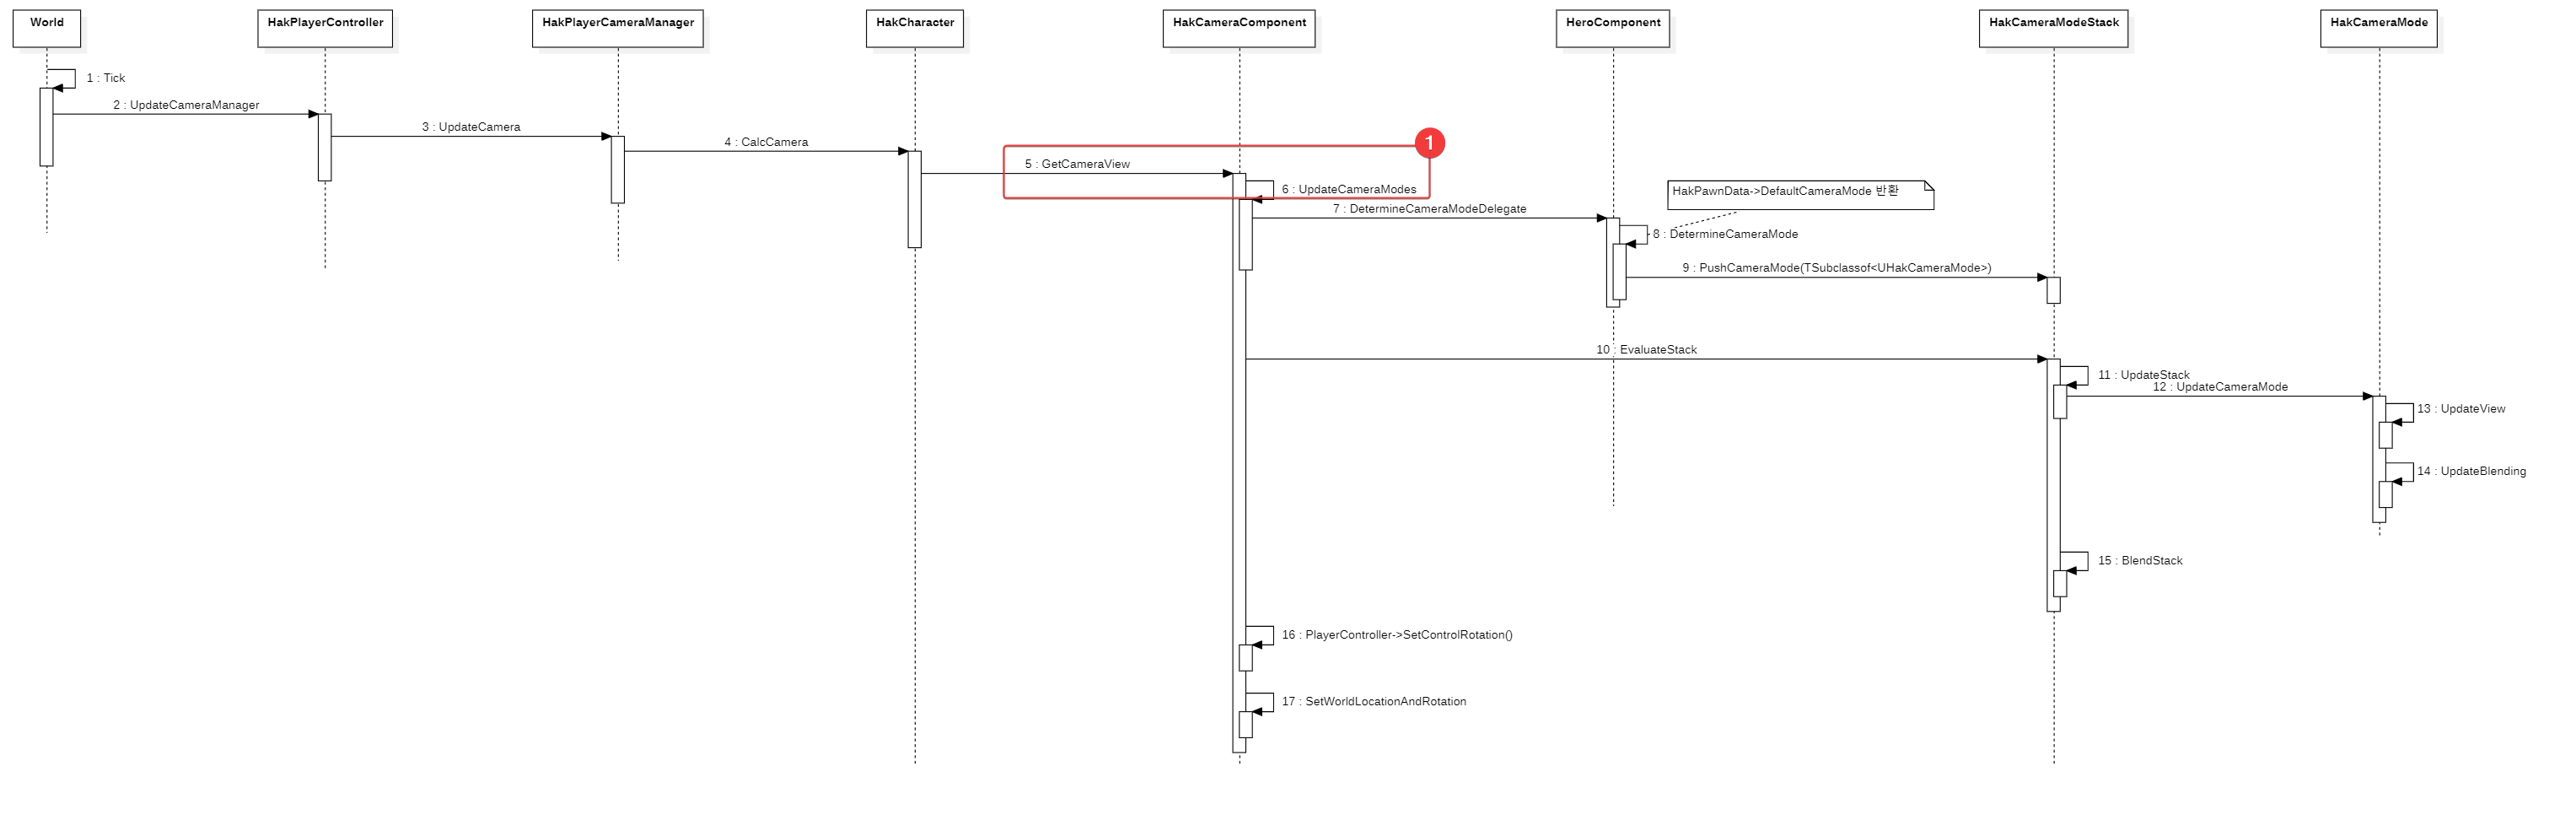 World
HakPlayerController
HakPlayerCameraManager
HakCharacter
HakCameraComponent
HeroComponent
HakCameraModeStack
HakCameraMode
1 : Tick
2 : UpdateCameraManager
3 : UpdateCamera
4 : CalcCamera
1
5 : GetCameraView
6 : UpdateCameraModes
HakPawnData->DefaultCameraMode 반환
7 : DetermineCameraModeDelegate
8 : DetermineCameraMode
9 : PushCameraMode(TSubclassof<UHakCameraMode>)
10 : EvaluateStack
11 : UpdateStack
12 : UpdateCameraMode
13 : UpdateView
14 : UpdateBlending
15 : BlendStack
16 : PlayerController->SetControlRotation()
17 : SetWorldLocationAndRotation